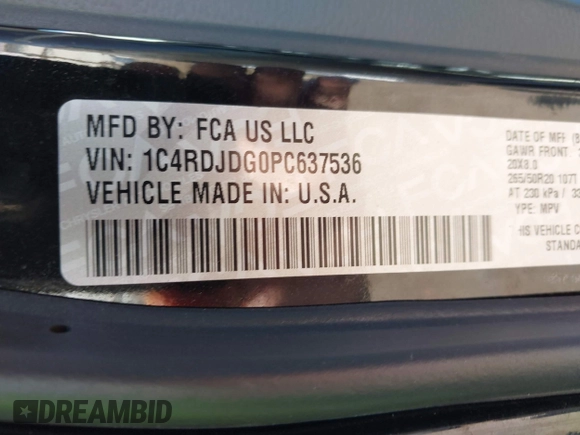 MFD BY: FCA US LLC
VIN: 1C4RDJDG0PC637536
VEHICLE MADE IN: U.S.A.
DATE OF MFR
GAWR FRONT
20X8.0
265/50R20 107T
AT 230 kPa / 33
YPE: MPV
HIS VEHICLE C
STANDA
DREAMBID